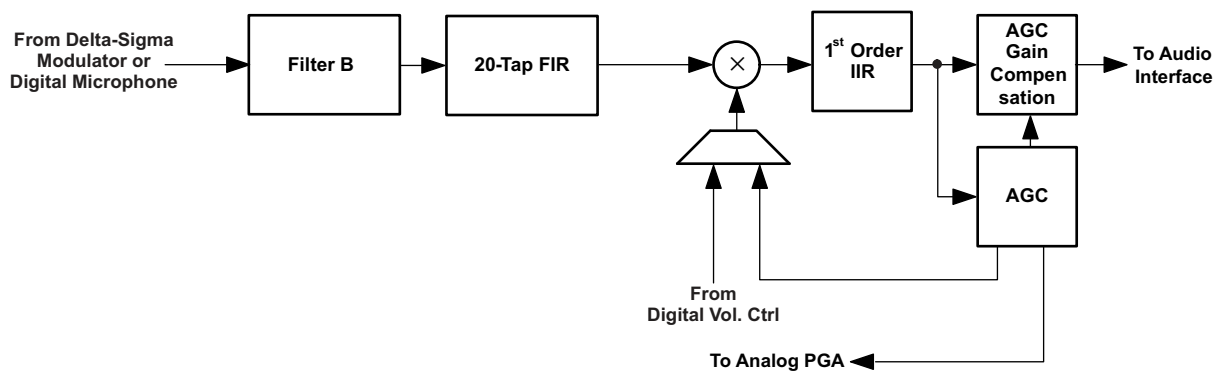 From Delta-Sigma
Modulator or
Digital Microphone
Filter B
20-Tap FIR
×
1st Order
IIR
AGC
Gain
Compen
sation
To Audio
Interface
AGC
From
Digital Vol. Ctrl
To Analog PGA